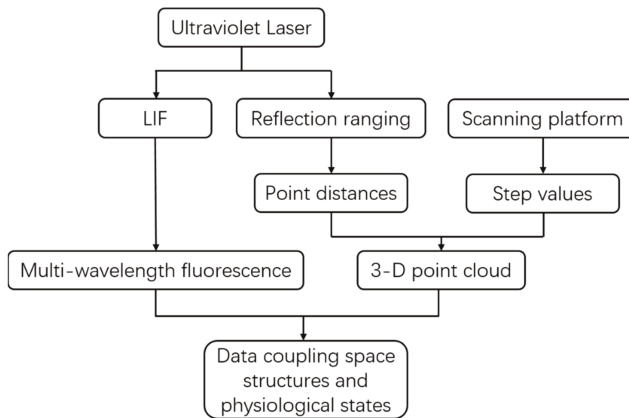 Ultraviolet Laser
LIF
Reflection ranging
Scanning platform
Point distances
Step values
Multi-wavelength fluorescence
3-D point cloud
Data coupling space
structures and
physiological states